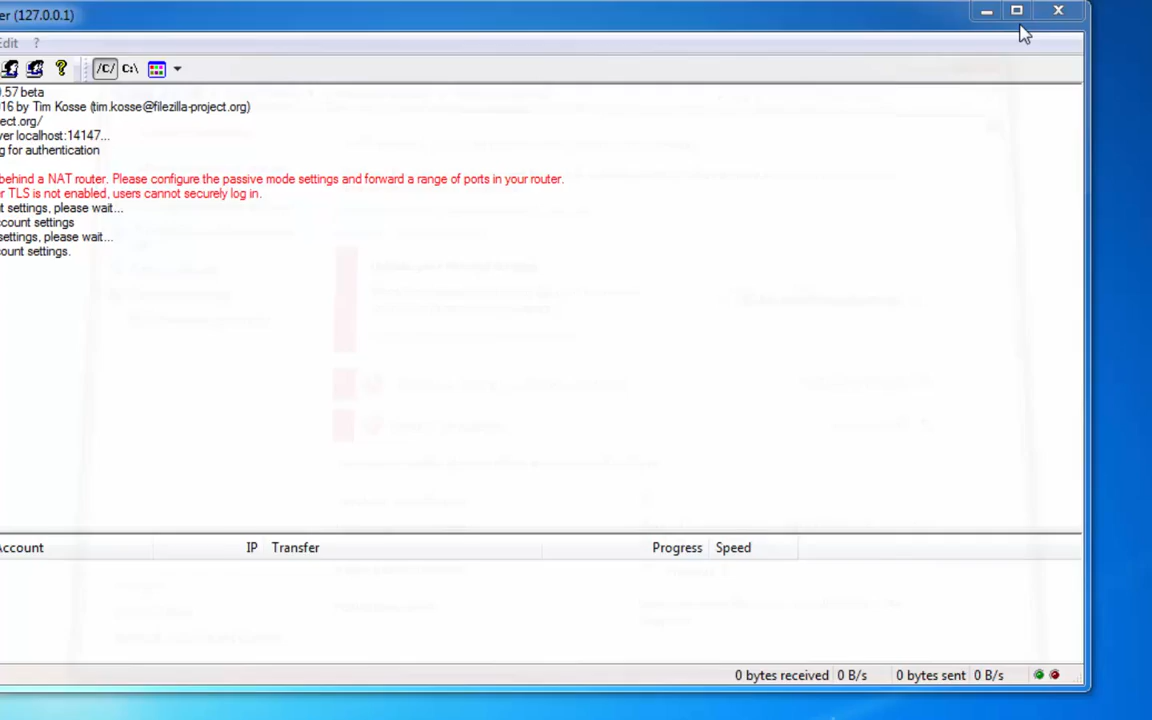 er (127.0.0.1)
Edit ?
/C/ C:\
0.57 beta
16 by Tim Kosse (tim.kosse@filezilla-project.org)
ect.org/
ver localhost:14147...
g for authentication
behind a NAT router. Please configure the passive mode settings and forward a range of ports in your router.
r TLS is not enabled, users cannot securely log in.
t settings, please wait...
ccount settings
settings, please wait...
ount settings.
Account IP Transfer Progress Speed
0 bytes received 0 B/s 0 bytes sent 0 B/s